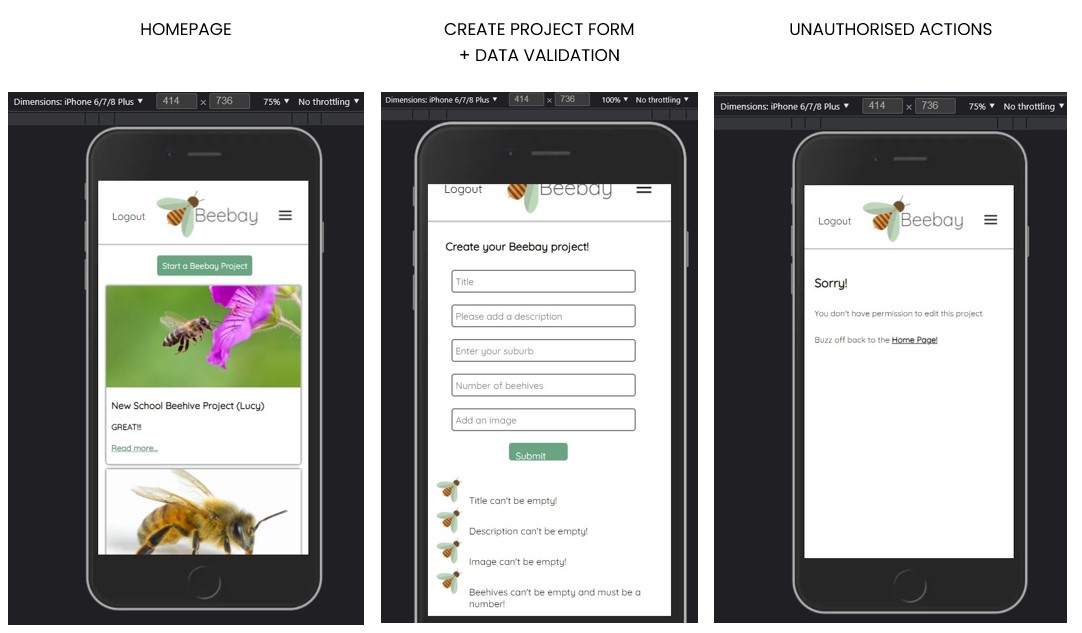 HOMEPAGE
Dimensions: iPhone 6/7/8 Plus ▼ 414 × 736 75% ▼ No throttling ▼
Logout Beebay
Start a Beebay Project
New School Beehive Project (Lucy)
GREAT!!!
Read more...
CREATE PROJECT FORM
+ DATA VALIDATION
Dimensions: iPhone 6/7/8 Plus ▼ 414 × 736 100% ▼ No throttling ▼
Logout Beebay
Create your Beebay project!
Title
Please add a description
Enter your suburb
Number of beehives
Add an image
Submit
Title can't be empty!
Description can't be empty!
Image can't be empty!
Beehives can't be empty and must be a
number!
UNAUTHORISED ACTIONS
Dimensions: iPhone 6/7/8 Plus ▼ 414 × 736 75% ▼ No throttling ▼
Logout Beebay
Sorry!
You don't have permission to edit this project.
Buzz off back to the Home Page!